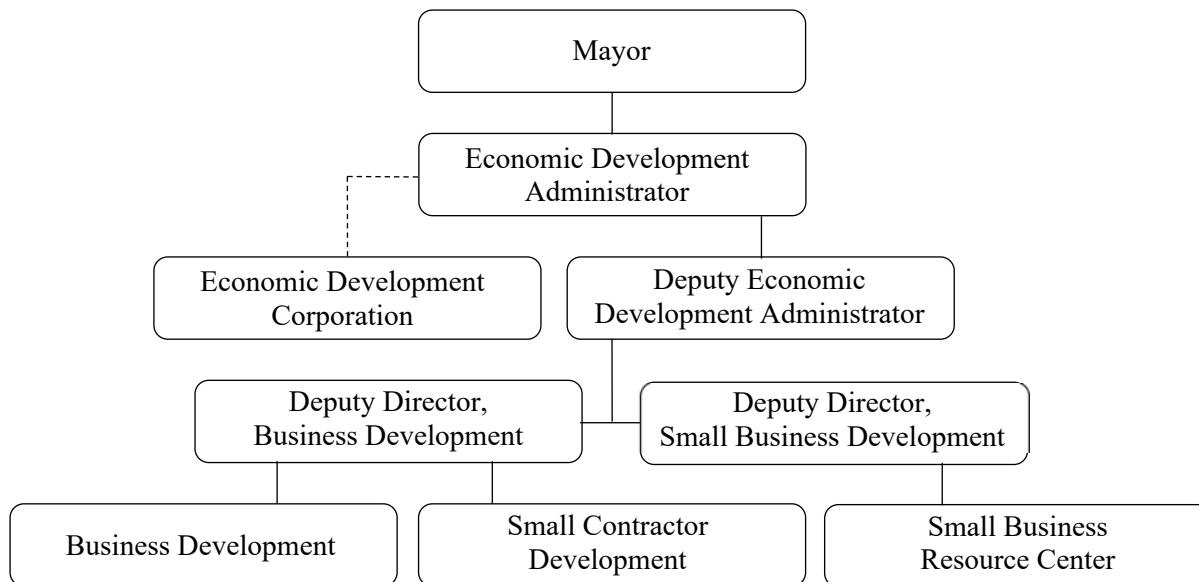 Mayor
Economic Development
Administrator
Economic Development
Corporation
Deputy Economic
Development Administrator
Deputy Director,
Business Development
Deputy Director,
Small Business Development
Business Development
Small Contractor
Development
Small Business
Resource Center